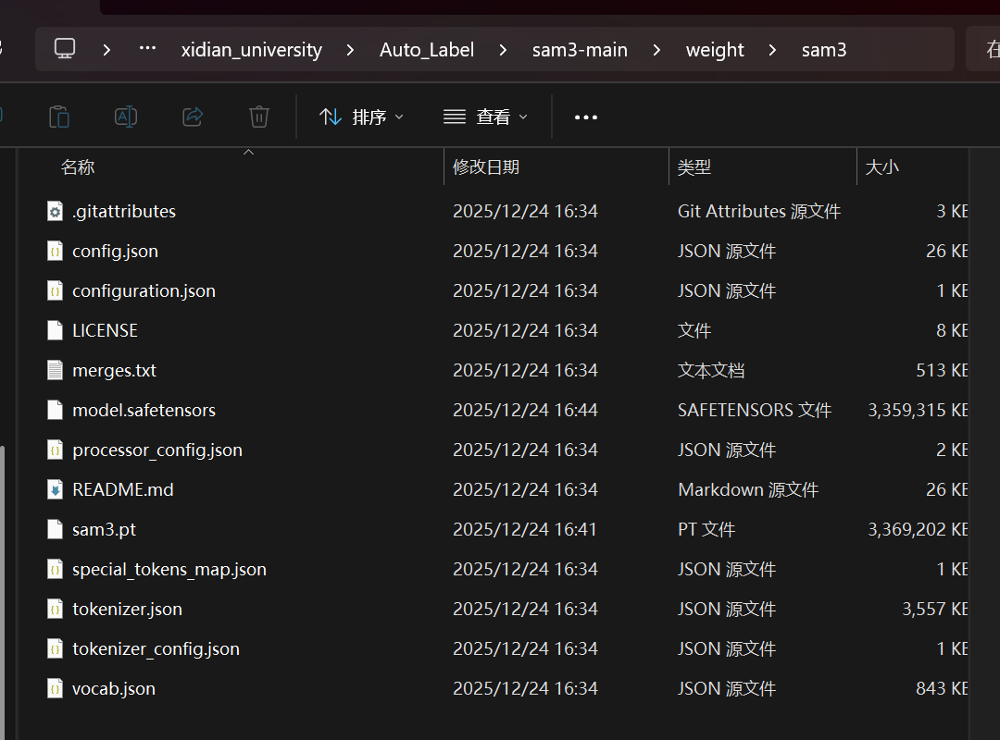 xidian_university Auto_Label sam3-main weight sam3
排序 查看
名称 修改日期 类型 大小
.gitattributes 2025/12/24 16:34 Git Attributes 源文件 3 KB
config.json 2025/12/24 16:34 JSON 源文件 26 KB
configuration.json 2025/12/24 16:34 JSON 源文件 1 KB
LICENSE 2025/12/24 16:34 文件 8 KB
merges.txt 2025/12/24 16:34 文本文档 513 KB
model.safetensors 2025/12/24 16:44 SAFETENSORS 文件 3,359,315 KB
processor_config.json 2025/12/24 16:34 JSON 源文件 2 KB
README.md 2025/12/24 16:34 Markdown 源文件 26 KB
sam3.pt 2025/12/24 16:41 PT 文件 3,369,202 KB
special_tokens_map.json 2025/12/24 16:34 JSON 源文件 1 KB
tokenizer.json 2025/12/24 16:34 JSON 源文件 3,557 KB
tokenizer_config.json 2025/12/24 16:34 JSON 源文件 1 KB
vocab.json 2025/12/24 16:34 JSON 源文件 843 KB